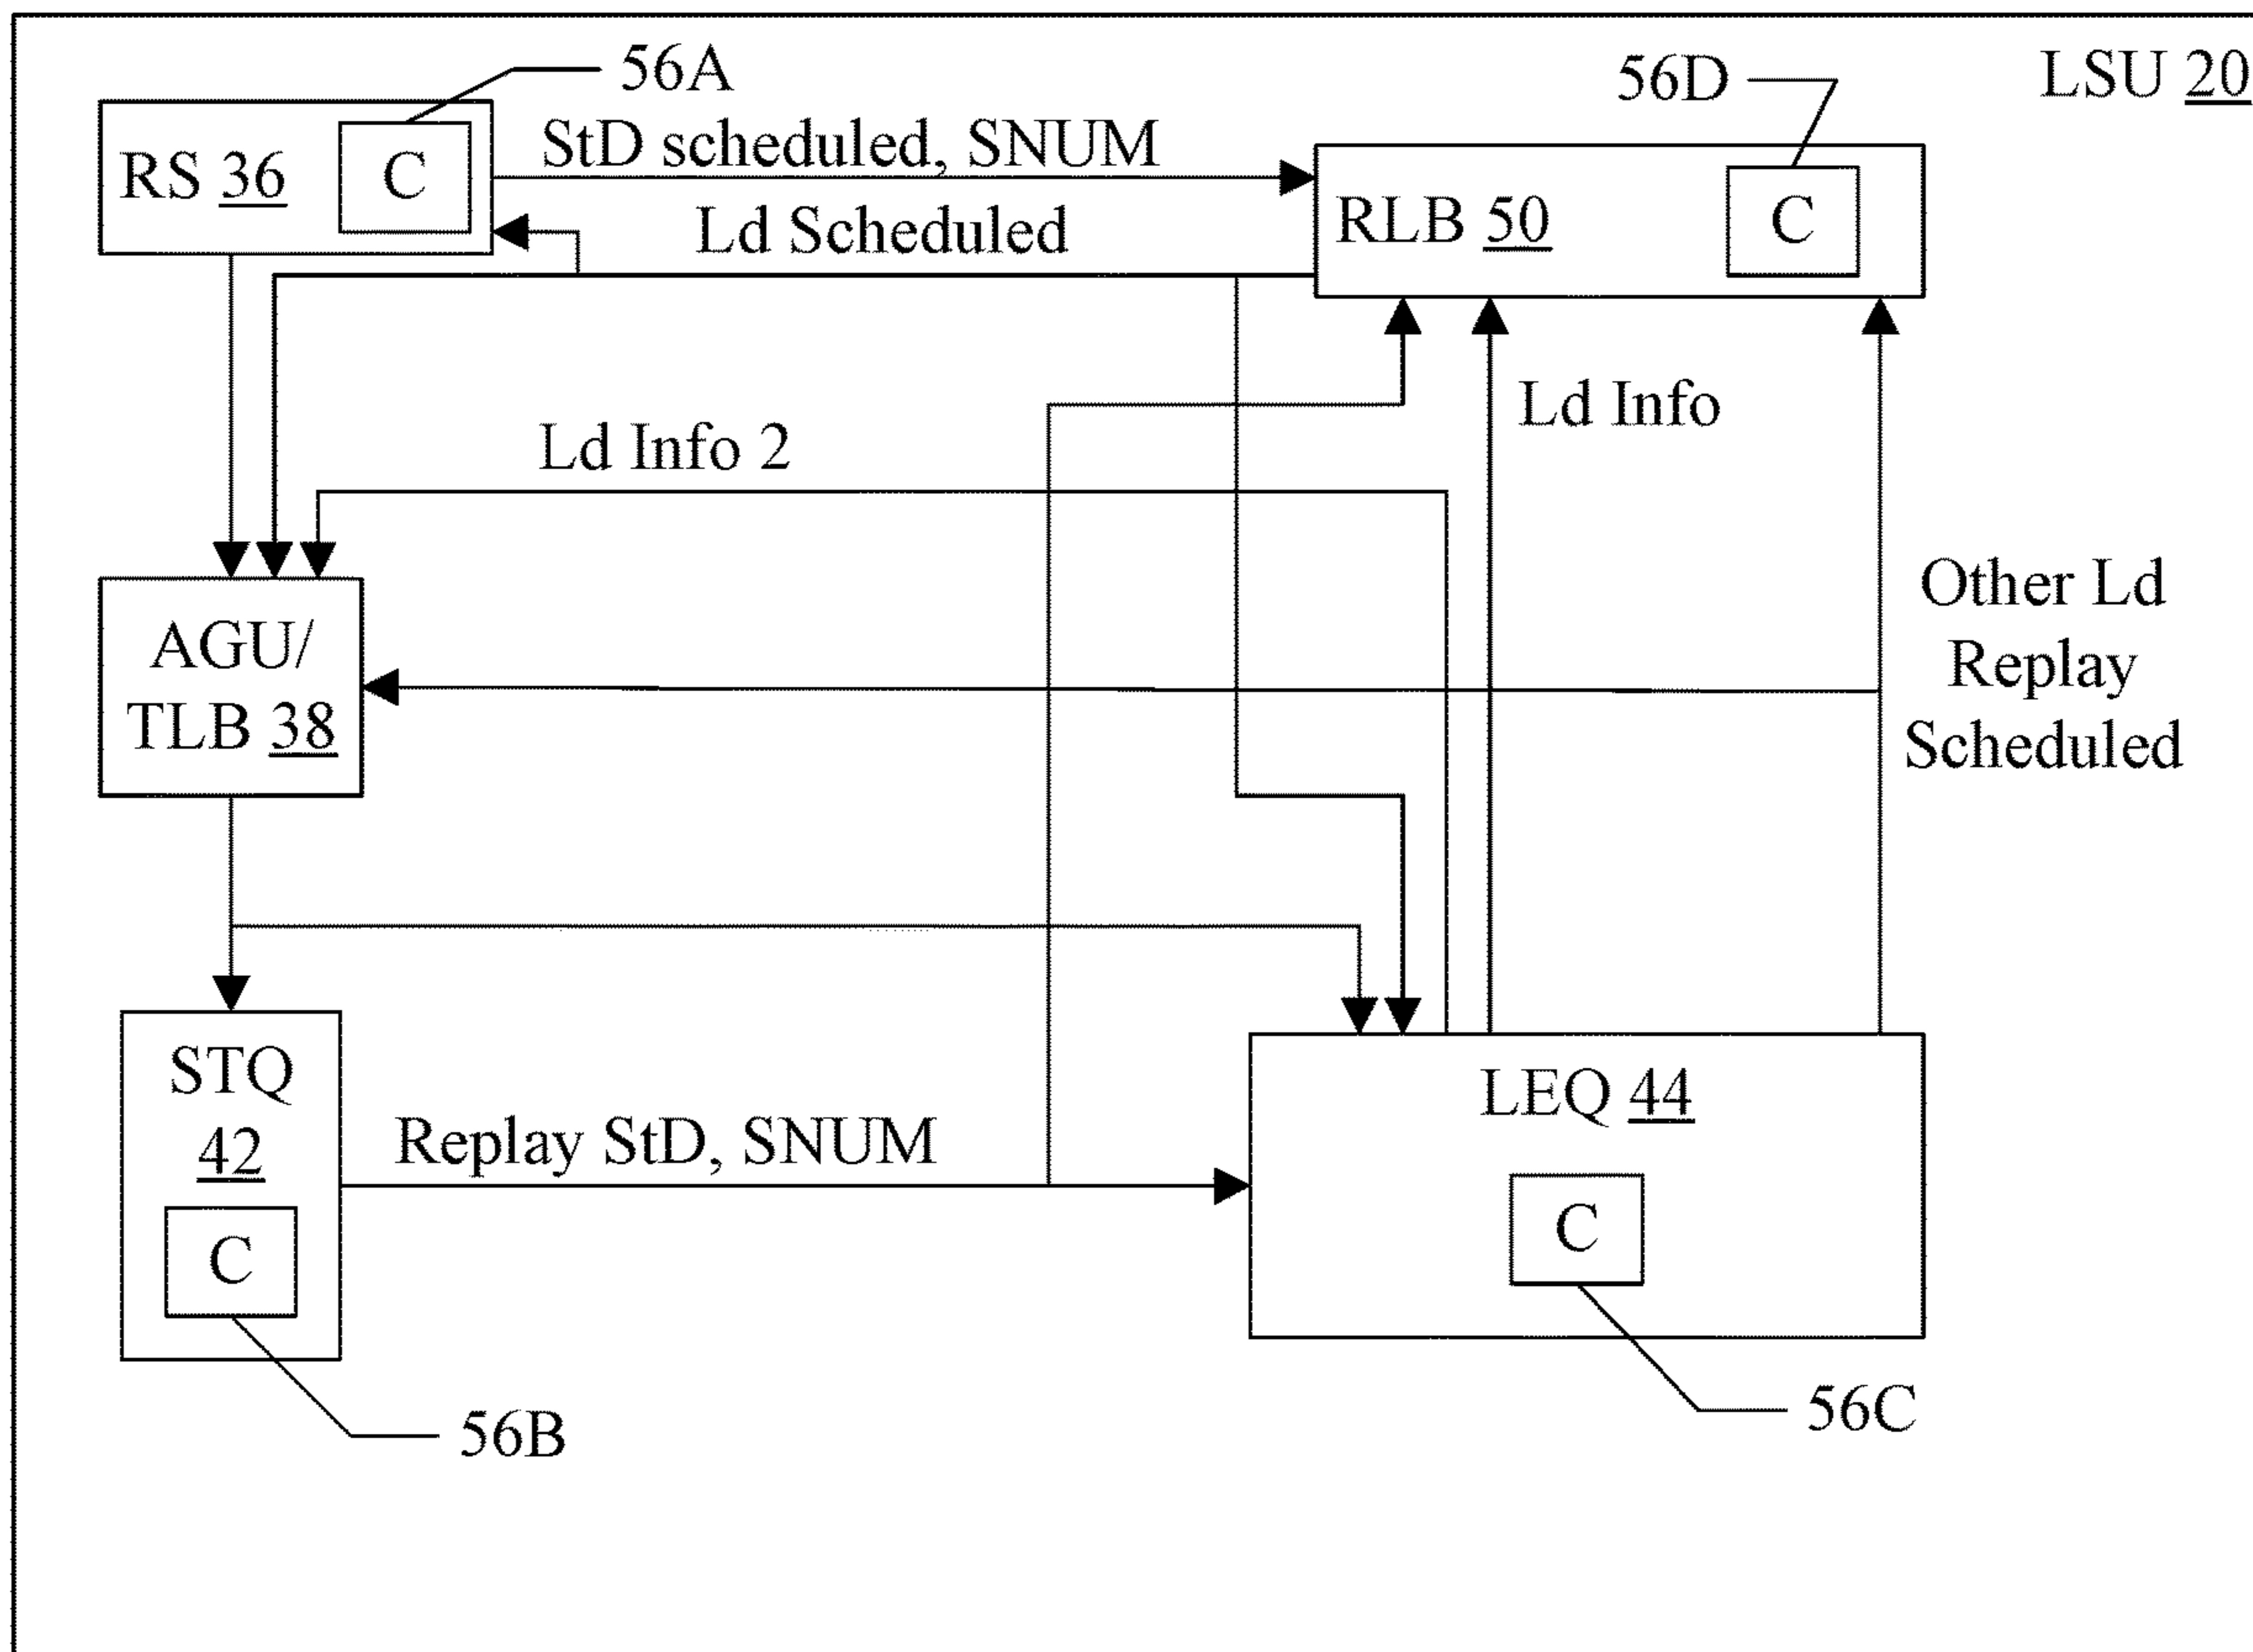 LSU 20
56A
56D
RS 36
C
StD scheduled, SNUM
RLB 50
C
Ld Scheduled
Ld Info
Ld Info 2
Other Ld
Replay
Scheduled
AGU/
TLB 38
STQ
42
C
Replay StD, SNUM
LEQ 44
C
56B
56C